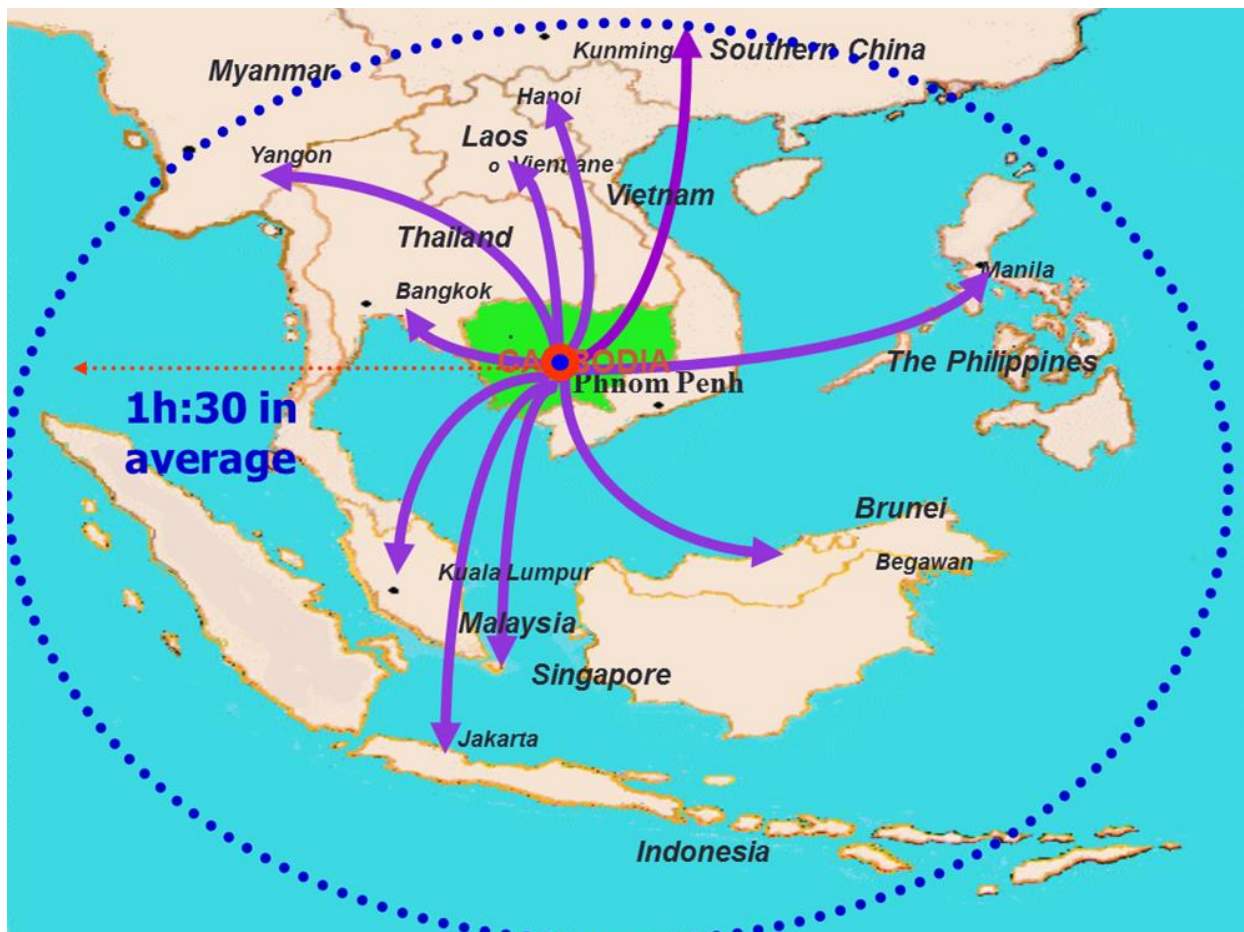 Kunming
Southern China
Myanmar
Hanoi
Laos
Yangon
Vientiane
Vietnam
Thailand
Manila
Bangkok
CAMBODIA
The Philippines
Phnom Penh
1h:30 in
average
Brunei
Begawan
Kuala Lumpur
Malaysia
Singapore
Jakarta
Indonesia